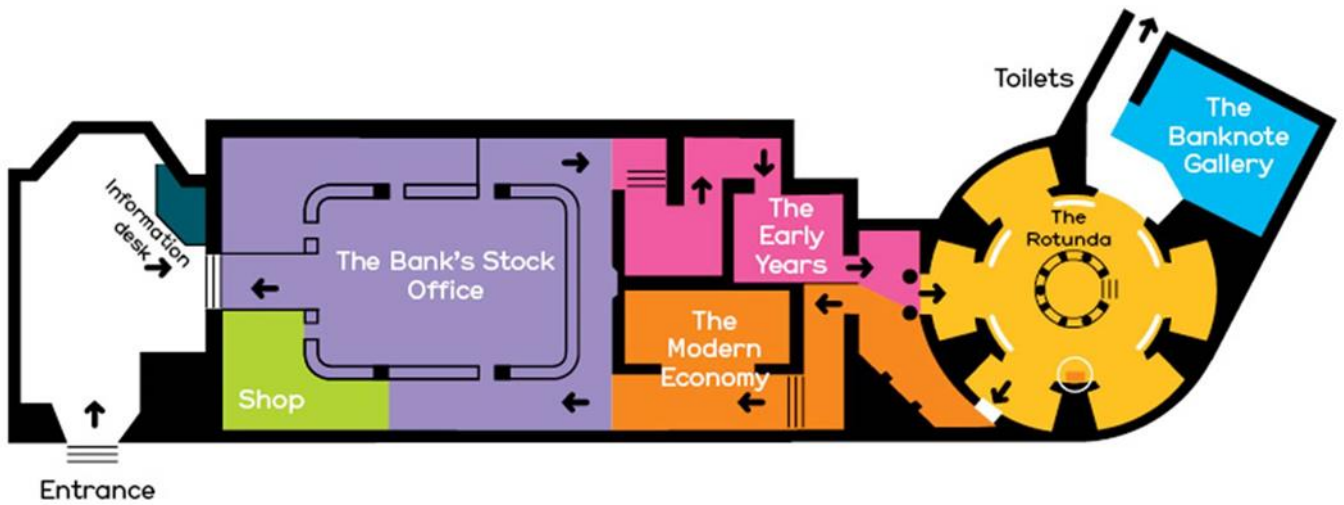 Toilets
The
Banknote
Gallery
Information
desk
The
Rotunda
The
Early
Years
The Bank's Stock
Office
The
Modern
Economy
Shop
Entrance